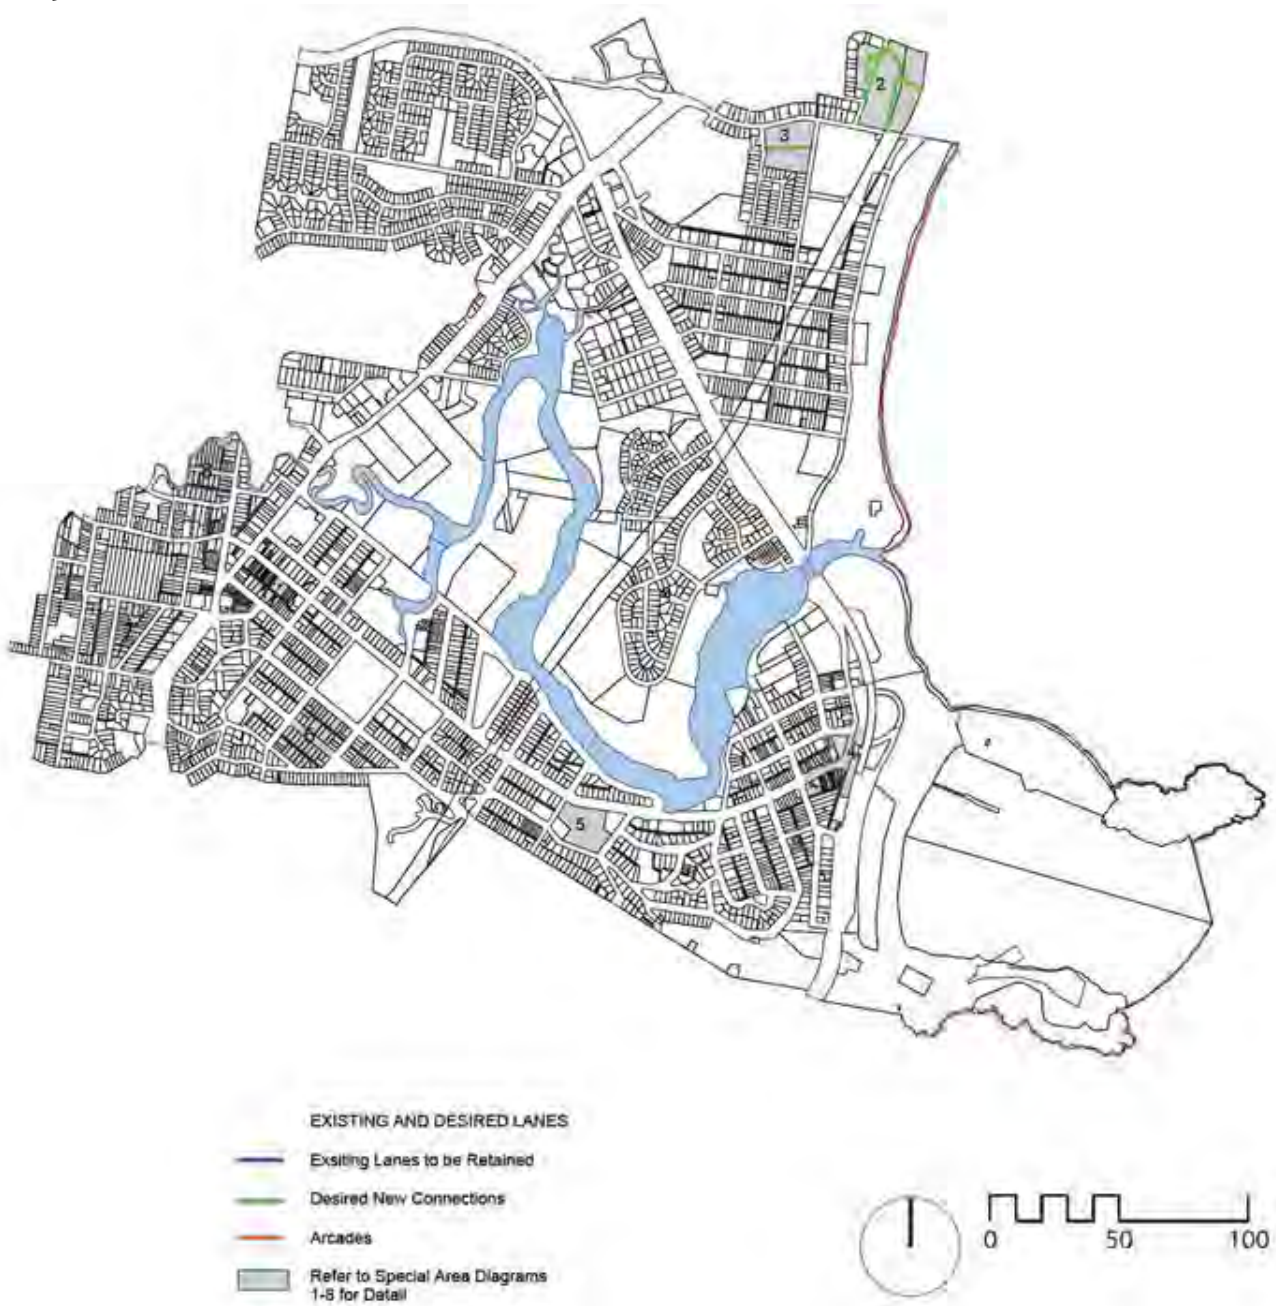 2
3
5
EXISTING AND DESIRED LANES
Exsiting Lanes to be Retained
Desired New Connections
Arcades
Refer to Special Area Diagrams
1-8 for Detail
0 50 100